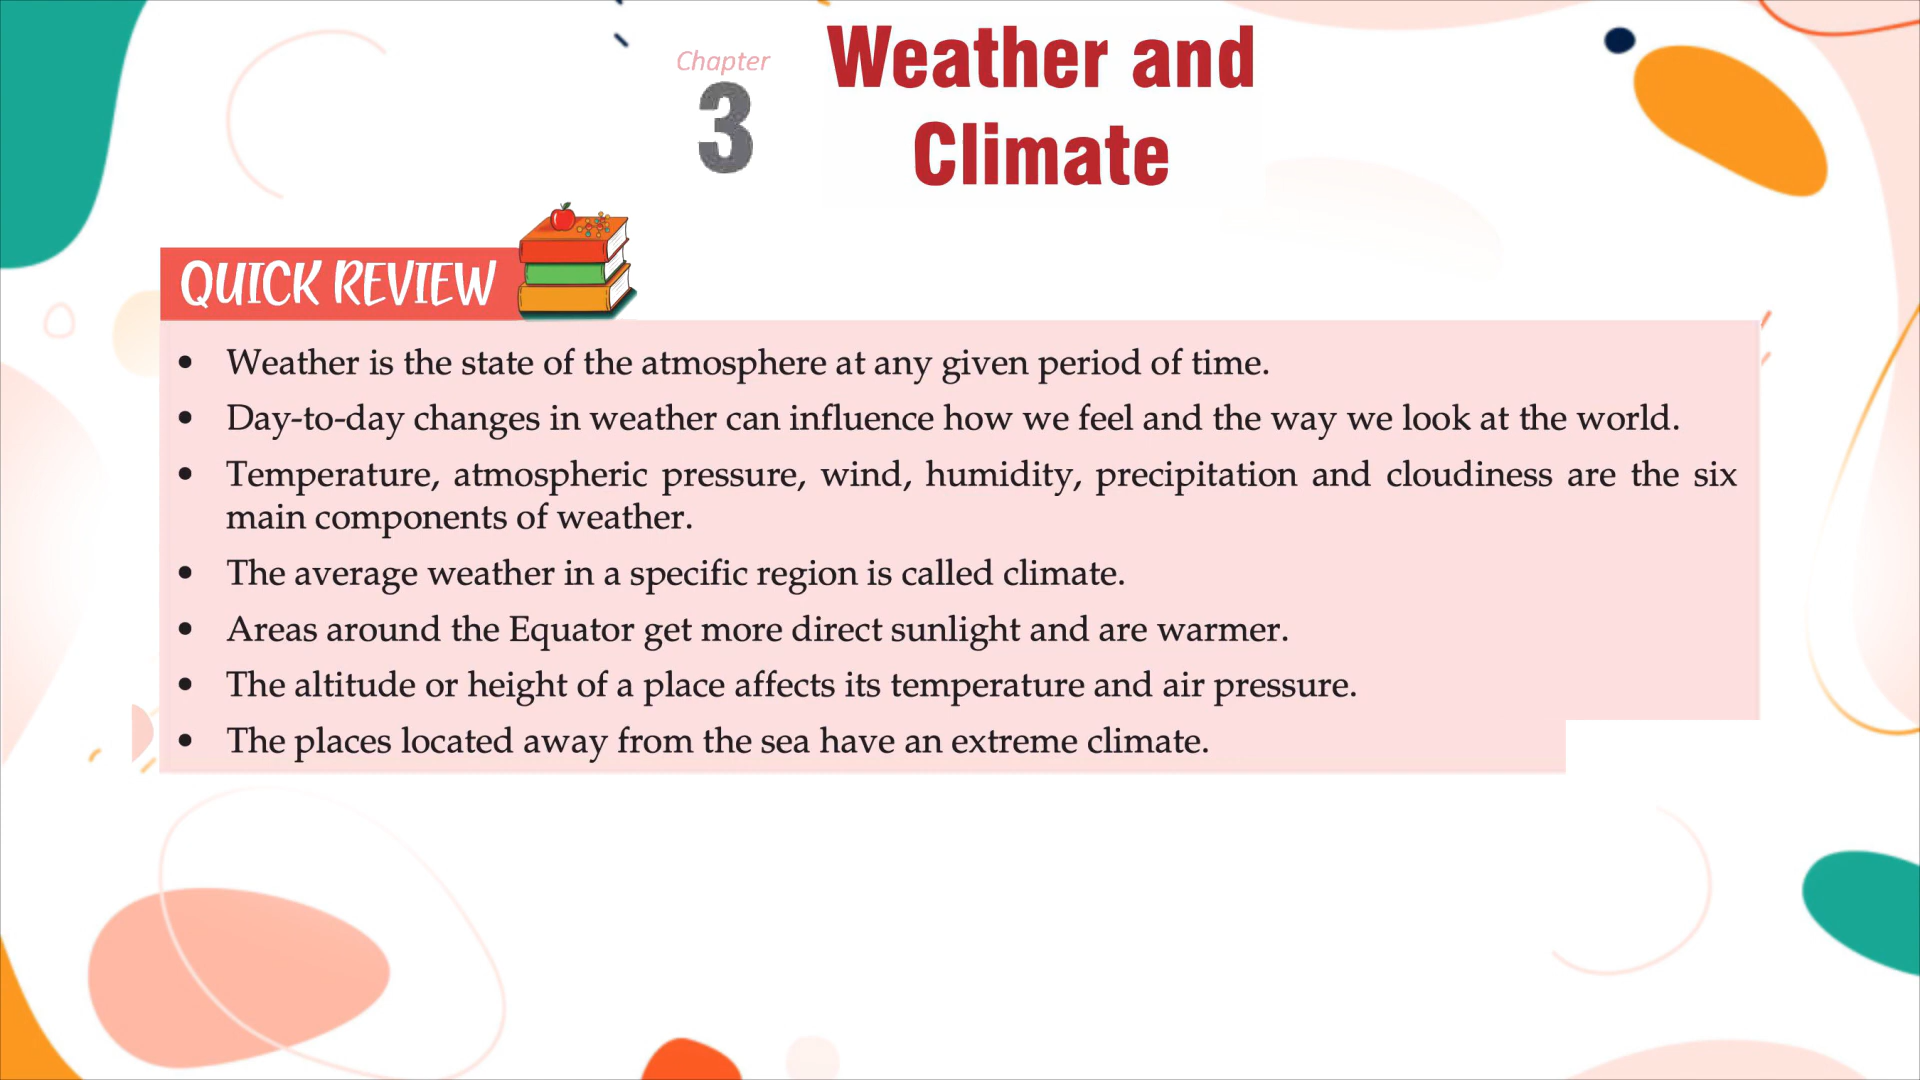 Chapter
3
Weather and
Climate
QUICK REVIEW
• Weather is the state of the atmosphere at any given period of time.
• Day-to-day changes in weather can influence how we feel and the way we look at the world.
• Temperature, atmospheric pressure, wind, humidity, precipitation and cloudiness are the six
main components of weather.
• The average weather in a specific region is called climate.
• Areas around the Equator get more direct sunlight and are warmer.
• The altitude or height of a place affects its temperature and air pressure.
• The places located away from the sea have an extreme climate.